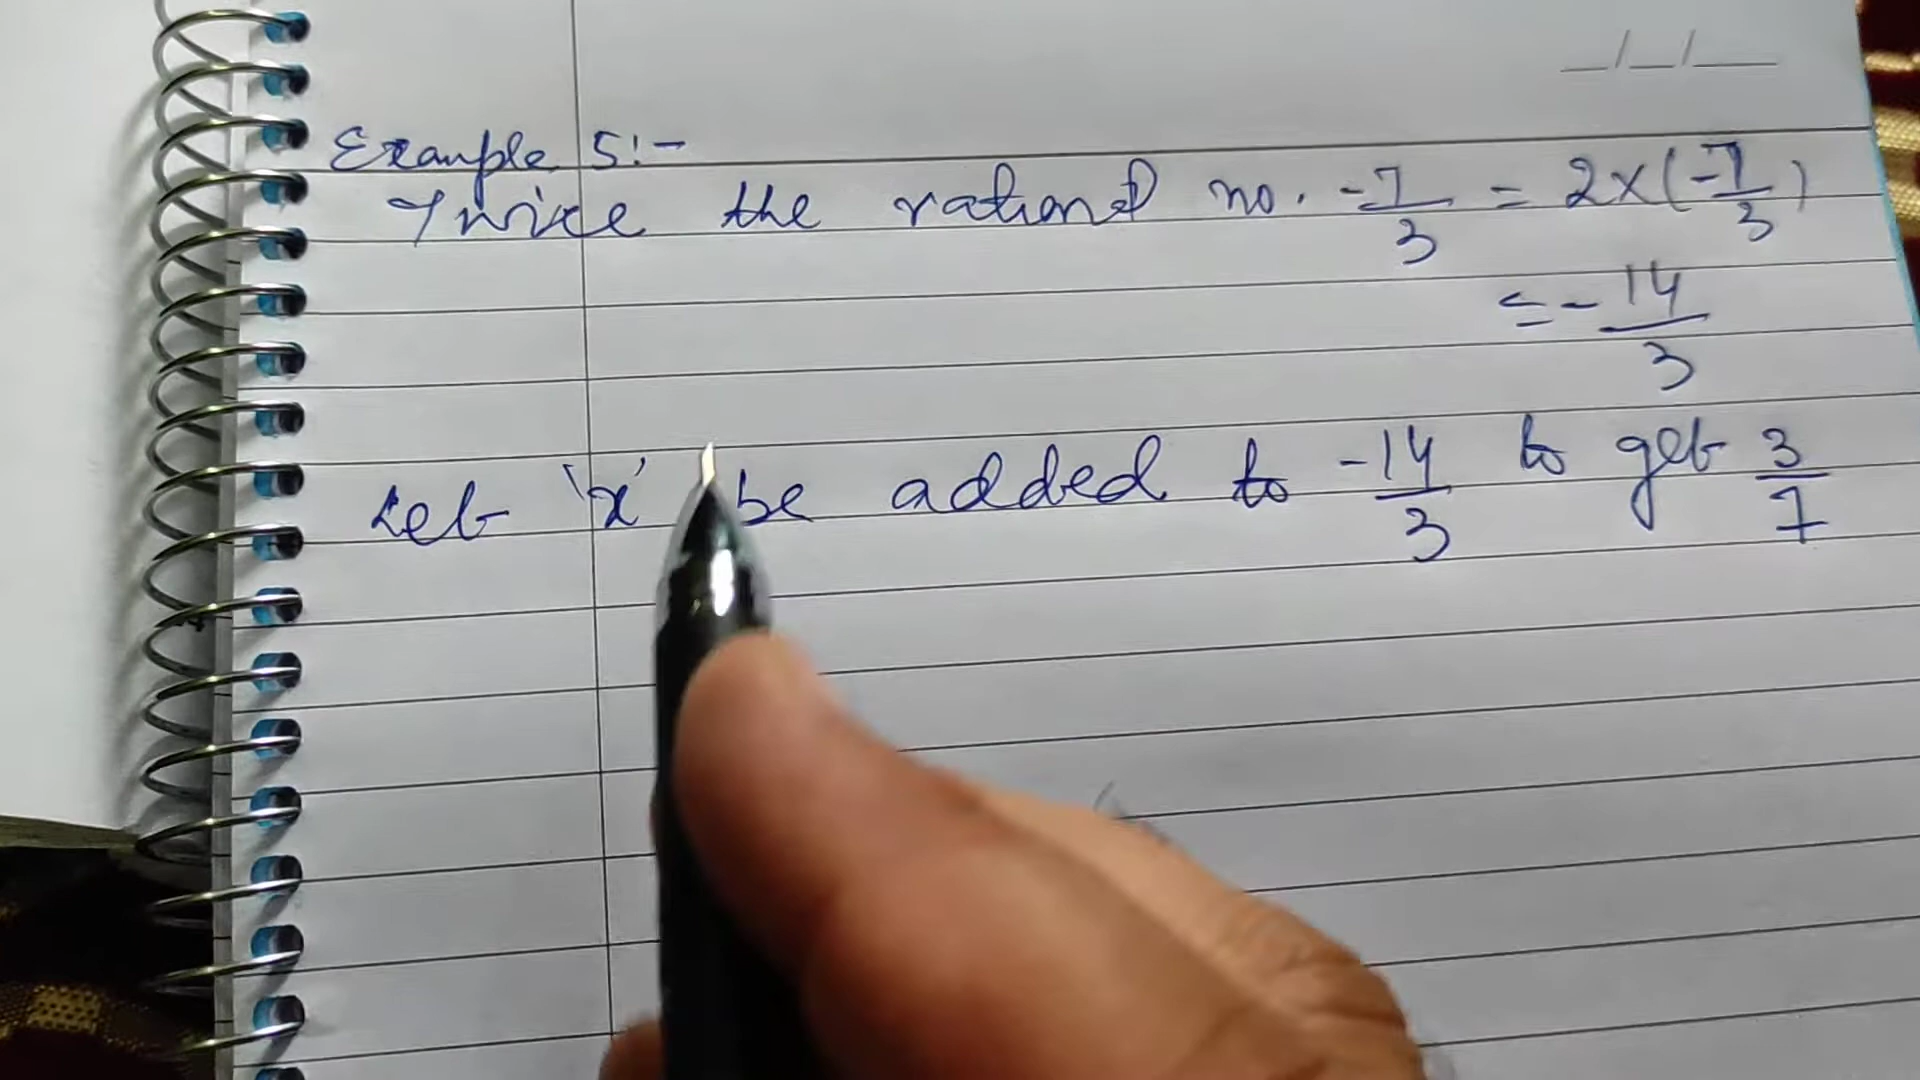 Example 5:-
Twice the rational no. -7/3 = 2×(-7/3)
= -14/3
Let 'x' be added to -14/3 to get 3/7